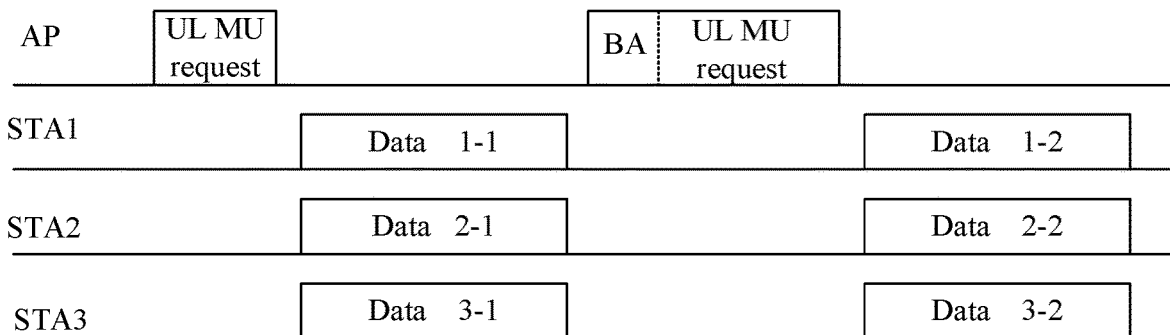 AP
UL MU
request
BA
UL MU
request
STA1
Data 1-1
Data 1-2
STA2
Data 2-1
Data 2-2
STA3
Data 3-1
Data 3-2